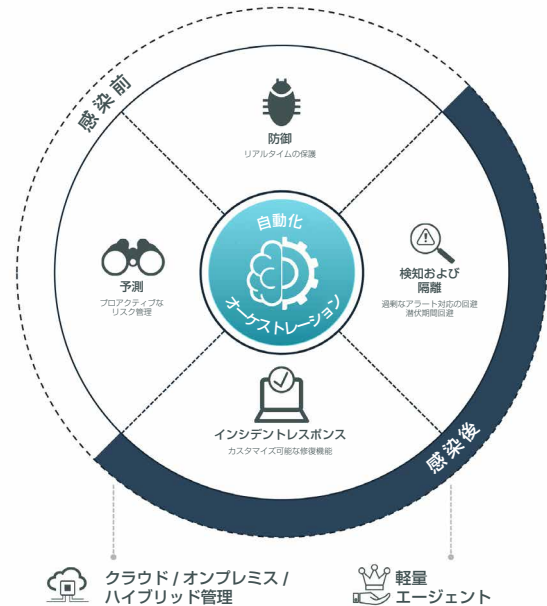 感染前
防御
リアルタイムの保護
自動化
オーケストレーション
予測
プロアクティブな
リスク管理
検知および
隔離
過剰なアラート対応の回避
潜伏期間回避
インシデントレスポンス
カスタマイズ可能な修復機能
感染後
クラウド / オンプレミス /
ハイブリッド管理
軽量
エージェント